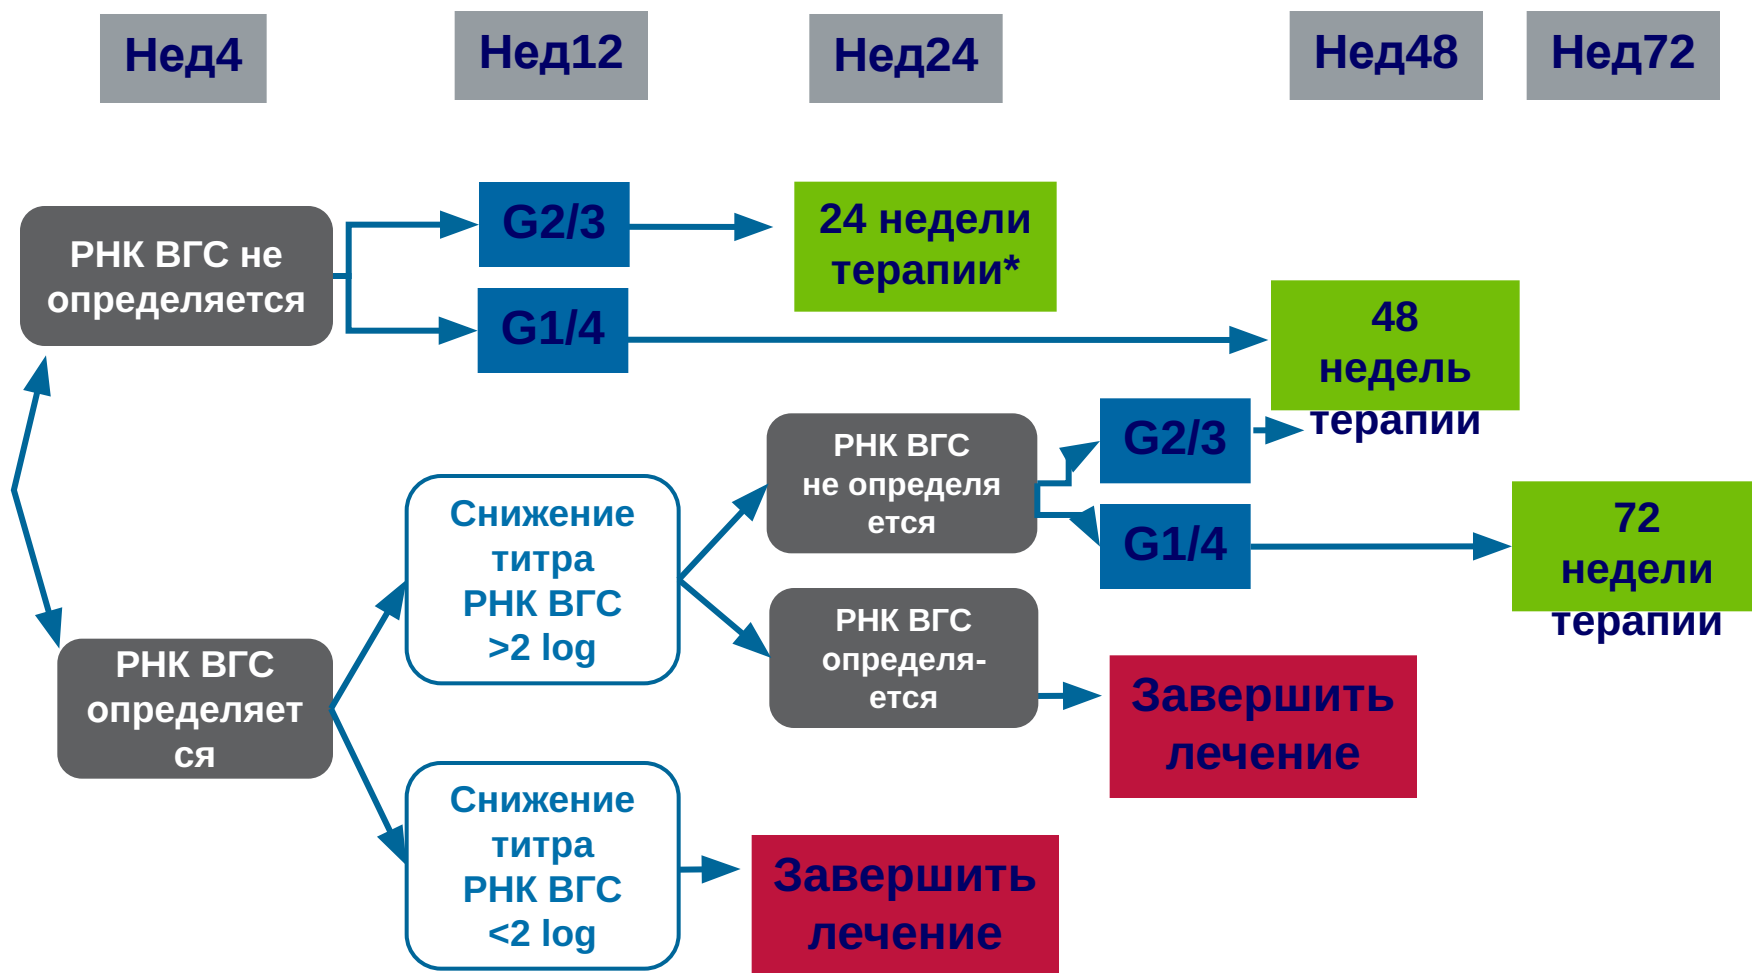 Нед4
Нед12
Нед24
Нед48
Нед72
РНК ВГС не
определяется
G2/3
24 недели
терапии*
G1/4
48
недель
терапии
РНК ВГС
не определя
ется
G2/3
G1/4
72
недели
терапии
Снижение
титра
РНК ВГС
>2 log
РНК ВГС
определя-
ется
Завершить
лечение
РНК ВГС
определяет
ся
Снижение
титра
РНК ВГС
<2 log
Завершить
лечение